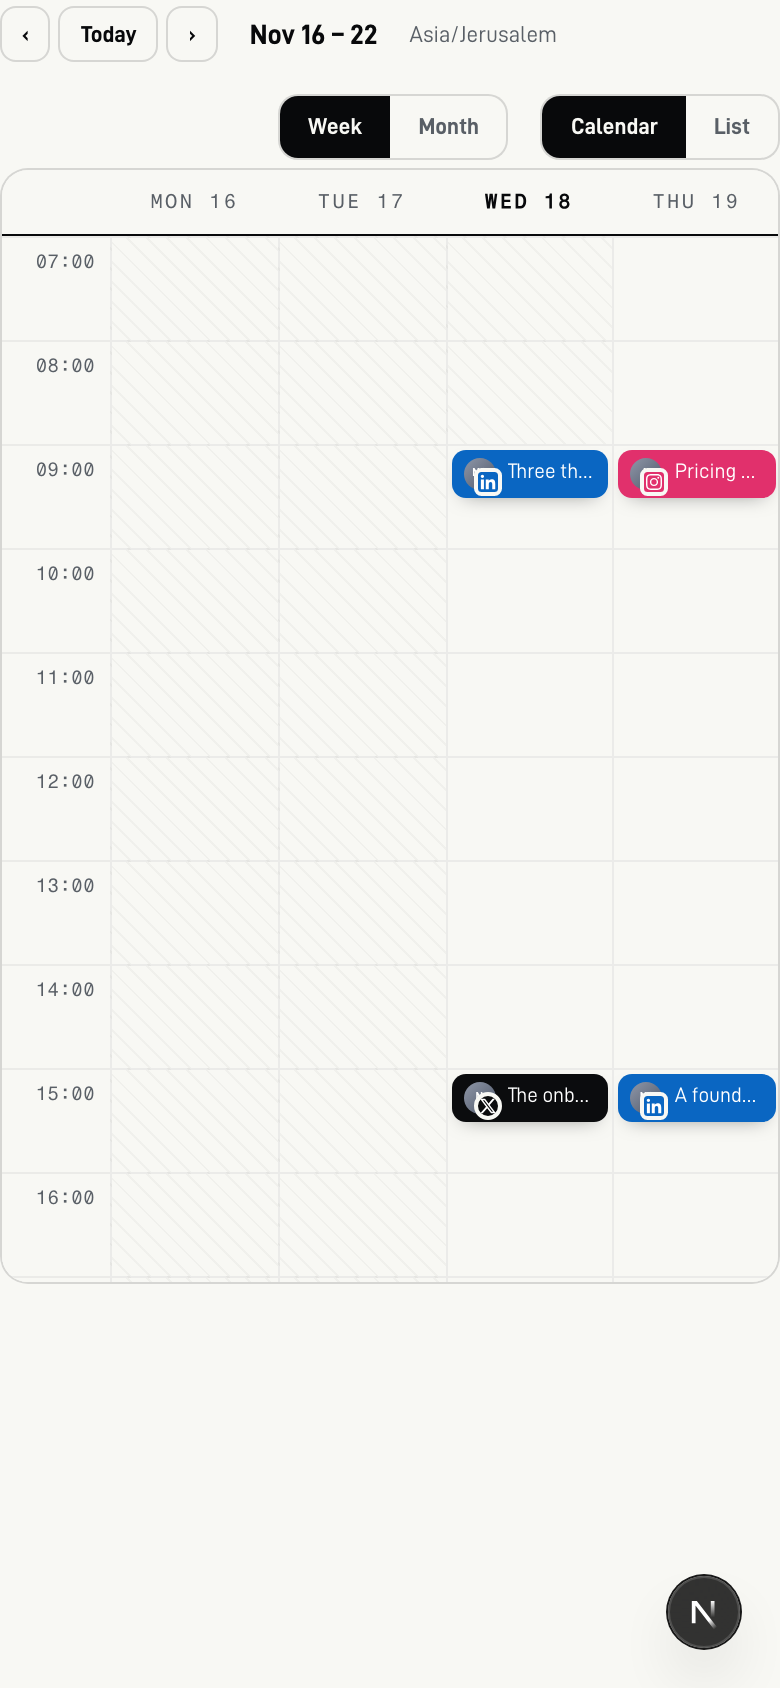 ‹ Today › Nov 16 – 22 Asia/Jerusalem
Week Month Calendar List
MON 16 TUE 17 WED 18 THU 19
07:00
08:00
09:00 in Three th... Pricing ...
10:00
11:00
12:00
13:00
14:00
15:00 X The onb... in A found...
16:00
N